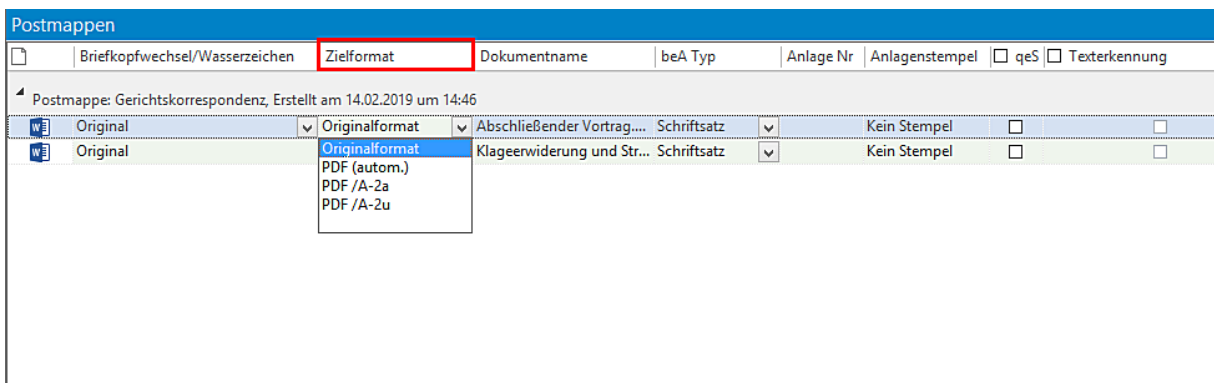 Postmappen
Briefkopfwechsel/Wasserzeichen Zielformat Dokumentname beA Typ Anlage Nr Anlagenstempel qeS Texterkennung
Postmappe: Gerichtskorrespondenz, Erstellt am 14.02.2019 um 14:46
Original Originalformat Abschließender Vortrag.... Schriftsatz Kein Stempel
Original Originalformat Klageerwiderung und Str... Schriftsatz Kein Stempel
PDF (autom.)
PDF /A-2a
PDF /A-2u